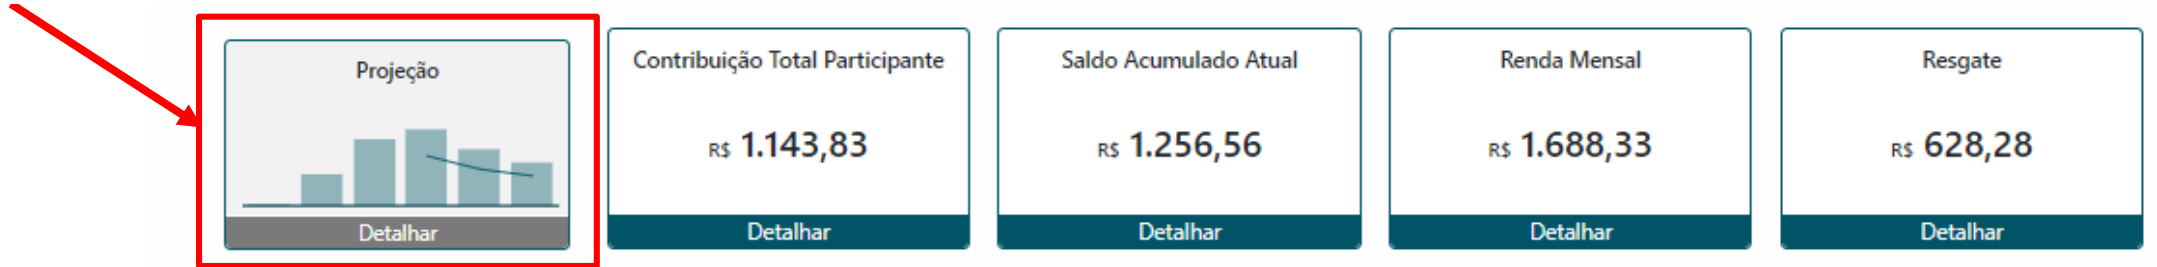 Projeção
Detalhar
Contribuição Total Participante
R$ 1.143,83
Detalhar
Saldo Acumulado Atual
R$ 1.256,56
Detalhar
Renda Mensal
R$ 1.688,33
Detalhar
Resgate
R$ 628,28
Detalhar